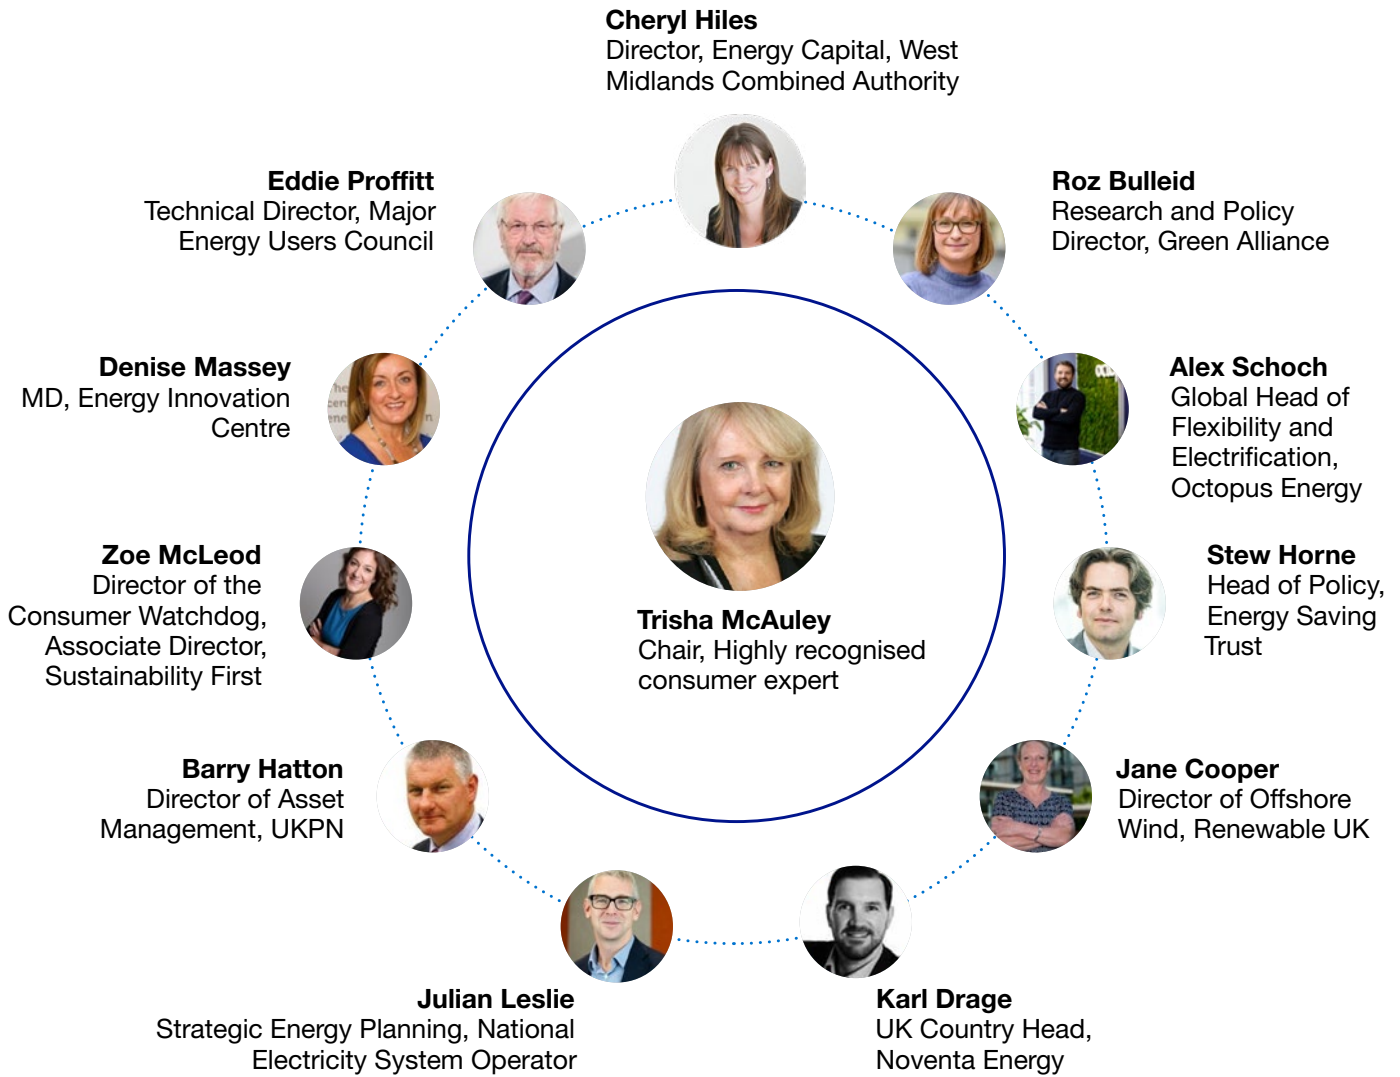 Cheryl Hiles
Director, Energy Capital, West
Midlands Combined Authority
Eddie Proffitt
Technical Director, Major
Energy Users Council
Roz Bulleid
Research and Policy
Director, Green Alliance
Denise Massey
MD, Energy Innovation
Centre
Alex Schoch
Global Head of
Flexibility and
Electrification,
Octopus Energy
Zoe McLeod
Director of the
Consumer Watchdog,
Associate Director,
Sustainability First
Trisha McAuley
Chair, Highly recognised
consumer expert
Stew Horne
Head of Policy,
Energy Saving
Trust
Barry Hatton
Director of Asset
Management, UKPN
Jane Cooper
Director of Offshore
Wind, Renewable UK
Julian Leslie
Strategic Energy Planning, National
Electricity System Operator
Karl Drage
UK Country Head,
Noventa Energy